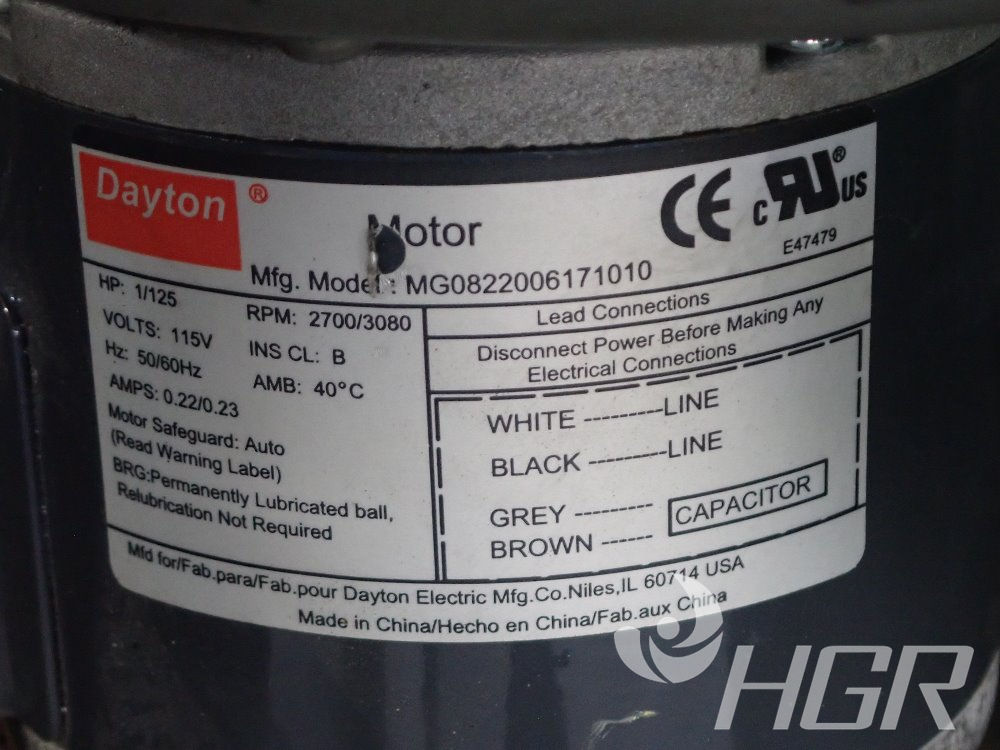 Dayton ®
Motor
CE c RU ® US
E47479
Mfg. Model: MG0822006171010
HP: 1/125
RPM: 2700/3080
VOLTS: 115V
INS CL: B
Hz: 50/60Hz
AMB: 40°C
AMPS: 0.22/0.23
Motor Safeguard: Auto
(Read Warning Label)
BRG:Permanently Lubricated ball,
Relubrication Not Required
Lead Connections
Disconnect Power Before Making Any
Electrical Connections
WHITE ----------LINE
BLACK ----------LINE
GREY ----------
CAPACITOR
BROWN ------
Mfd for/Fab.para/Fab.pour Dayton Electric Mfg.Co.Niles,IL 60714 USA
Made in China/Hecho en China/Fab.aux China
HGR